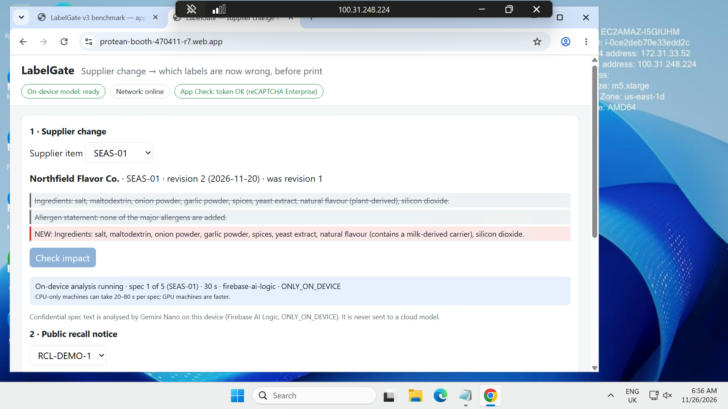 100.31.248.224
LabelGate v3 benchmark — ap
LabelGate — supplier change
protean-booth-470411-r7.web.app
EC2AMAZ-I5GIUHM
: i-0ce2deb70e33edd2c
address: 172.31.33.52
address: 100.31.248.224
e: m5.xlarge
Zone: us-east-1d
AMD64
LabelGate Supplier change → which labels are now wrong, before print
On-device model: ready
Network: online
App Check: token OK (reCAPTCHA Enterprise)
1 · Supplier change
Supplier item SEAS-01
Northfield Flavor Co. · SEAS-01 · revision 2 (2026-11-20) · was revision 1
Ingredients: salt, maltodextrin, onion powder, garlic powder, spices, yeast extract, natural flavour (plant-derived), silicon dioxide.
Allergen statement: none of the major allergens are added.
NEW: Ingredients: salt, maltodextrin, onion powder, garlic powder, spices, yeast extract, natural flavour (contains a milk-derived carrier), silicon dioxide.
Check impact
On-device analysis running · spec 1 of 5 (SEAS-01) · 30 s · firebase-ai-logic · ONLY_ON_DEVICE
CPU-only machines can take 20–80 s per spec; GPU machines are faster.
Confidential spec text is analysed by Gemini Nano on this device (Firebase AI Logic, ONLY_ON_DEVICE). It is never sent to a cloud model.
2 · Public recall notice
RCL-DEMO-1
Search
ENG
UK
6:56 AM
11/26/2026